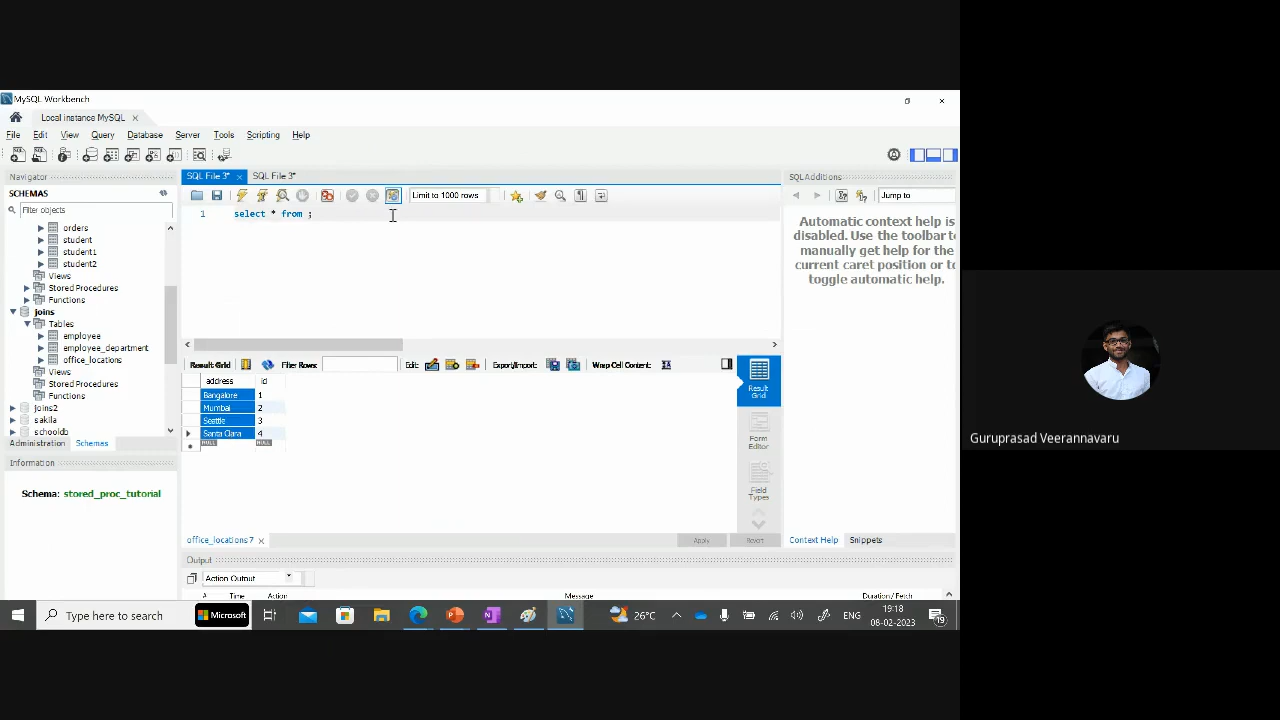 MySQL Workbench
Local instance MySQL
File Edit View Query Database Server Tools Scripting Help
Navigator
SCHEMAS
Filter objects
orders
student
student1
student2
Views
Stored Procedures
Functions
joins
Tables
employee
employee_department
office_locations
Views
Stored Procedures
Functions
joins2
sakila
schooldb
Administration Schemas
Information
Schema: stored_proc_tutorial
SQL File 3* SQL File 3*
Limit to 1000 rows
1 select * from ;
Result Grid Filter Rows: Edit: Export/Import: Wrap Cell Content:
address id
Bangalore 1
Mumbai 2
Seattle 3
Santa Clara 4
NULL NULL
Result
Grid
Form
Editor
Field
Types
office_locations 7 Apply Revert
Output
Action Output
Time Action Message Duration / Fetch
SQLAdditions
Jump to
Automatic context help is
disabled. Use the toolbar to
manually get help for the
current caret position or to
toggle automatic help.
Context Help Snippets
Type here to search
Microsoft
26°C
ENG
19:18
08-02-2023
19
Guruprasad Veerannavaru